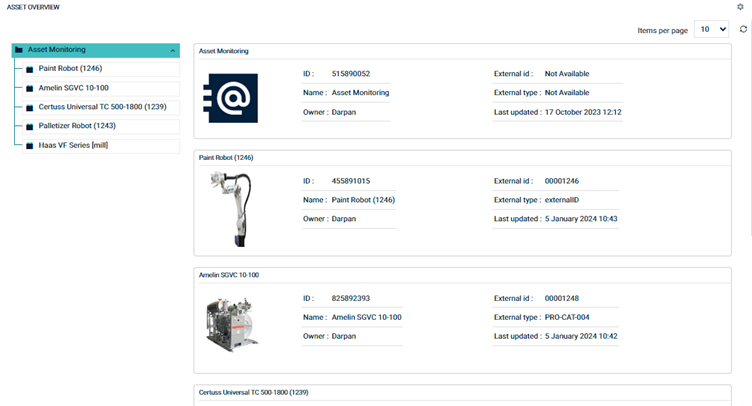 ASSET OVERVIEW
Items per page 10
Asset Monitoring
Paint Robot (1246)
Amelin SGVC 10-100
Certuss Universal TC 500-1800 (1239)
Palletizer Robot (1243)
Haas VF Series [mill]
Asset Monitoring
ID : 515890052 External id : Not Available
Name : Asset Monitoring External type : Not Available
Owner : Darpan Last updated : 17 October 2023 12:12
Paint Robot (1246)
ID : 455891015 External id : 00001246
Name : Paint Robot (1246) External type : externalID
Owner : Darpan Last updated : 5 January 2024 10:43
Amelin SGVC 10-100
ID : 825892393 External id : 00001248
Name : Amelin SGVC 10-100 External type : PRO-CAT-004
Owner : Darpan Last updated : 5 January 2024 10:42
Certuss Universal TC 500-1800 (1239)